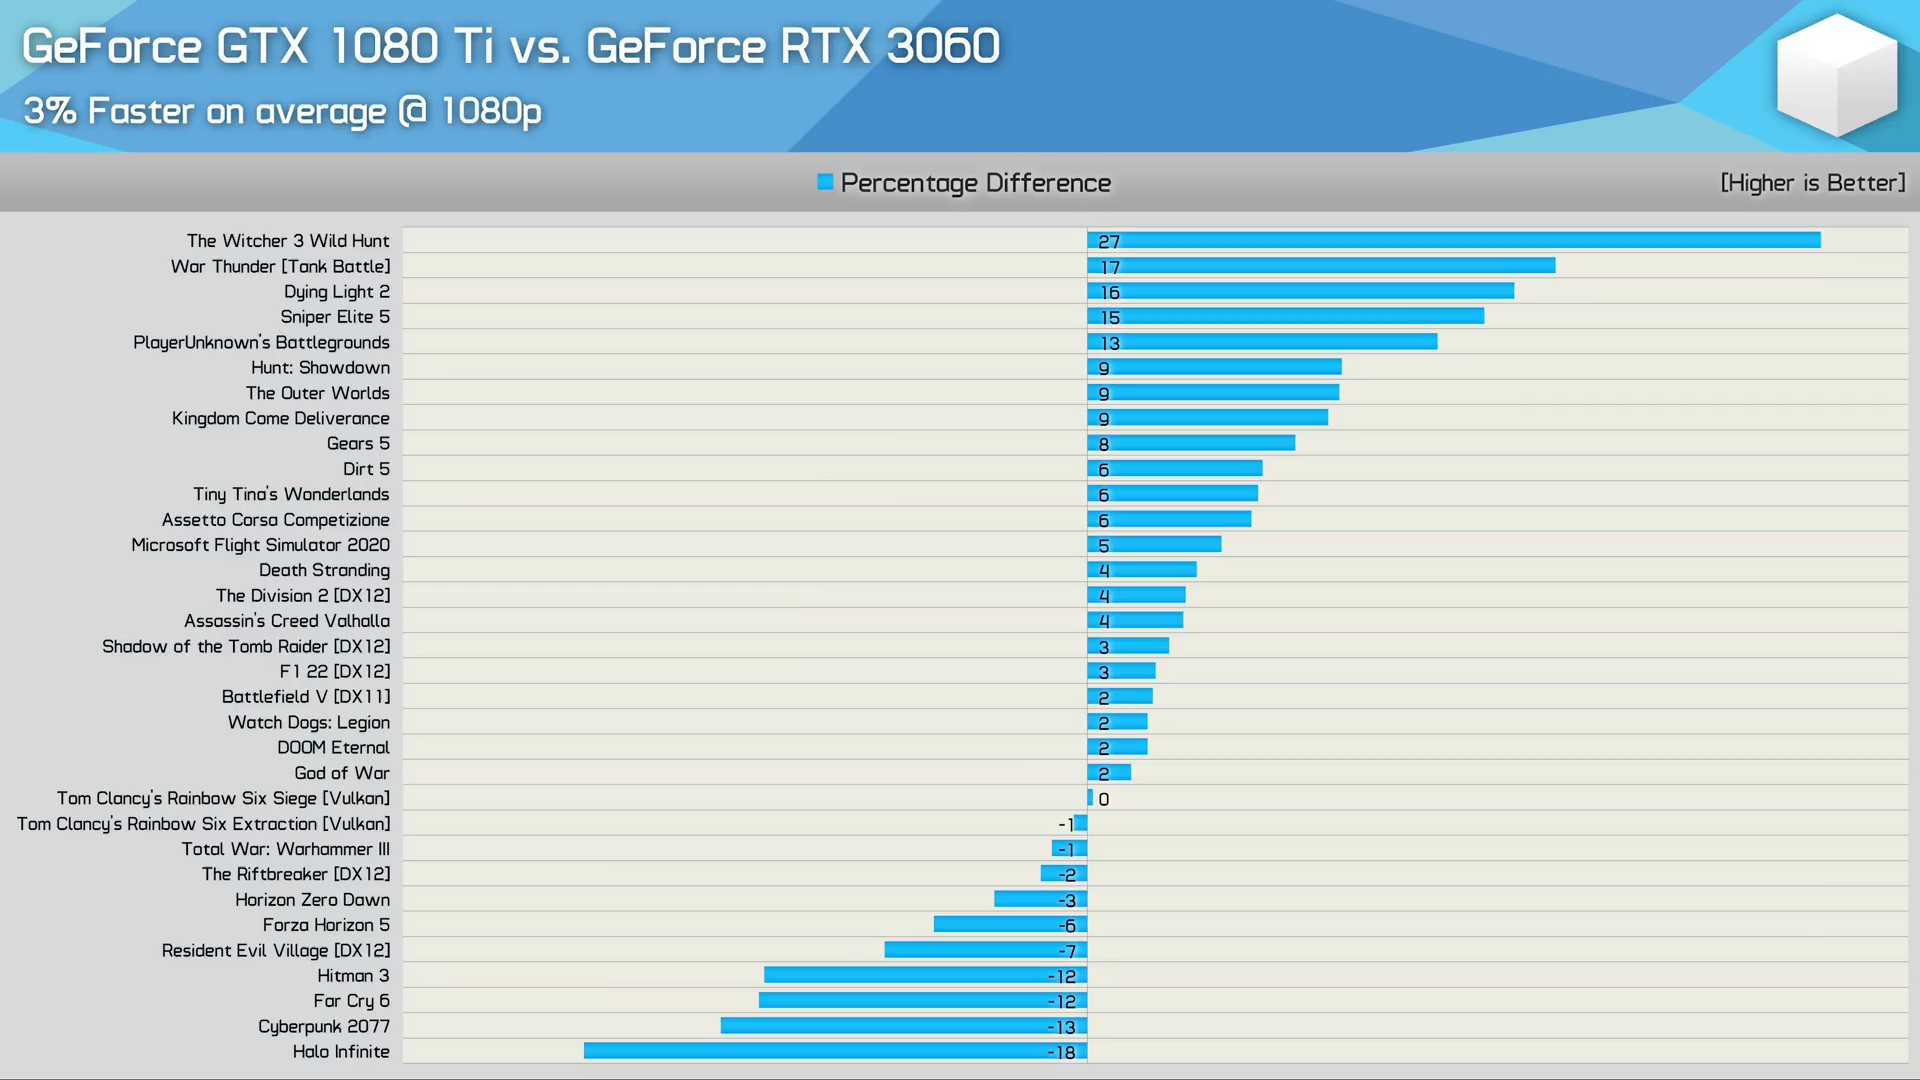 GeForce GTX 1080 Ti vs. GeForce RTX 3060
3% Faster on average @ 1080p
Percentage Difference
[Higher is Better]
The Witcher 3 Wild Hunt 27
War Thunder [Tank Battle] 17
Dying Light 2 16
Sniper Elite 5 15
PlayerUnknown's Battlegrounds 13
Hunt: Showdown 9
The Outer Worlds 9
Kingdom Come Deliverance 9
Gears 5 8
Dirt 5 6
Tiny Tina's Wonderlands 6
Assetto Corsa Competizione 6
Microsoft Flight Simulator 2020 5
Death Stranding 4
The Division 2 [DX12] 4
Assassin's Creed Valhalla 4
Shadow of the Tomb Raider [DX12] 3
F1 22 [DX12] 3
Battlefield V [DX11] 2
Watch Dogs: Legion 2
DOOM Eternal 2
God of War 2
Tom Clancy's Rainbow Six Siege [Vulkan] 0
Tom Clancy's Rainbow Six Extraction [Vulkan] -1
Total War: Warhammer III -1
The Riftbreaker [DX12] -2
Horizon Zero Dawn -3
Forza Horizon 5 -6
Resident Evil Village [DX12] -7
Hitman 3 -12
Far Cry 6 -12
Cyberpunk 2077 -13
Halo Infinite -18